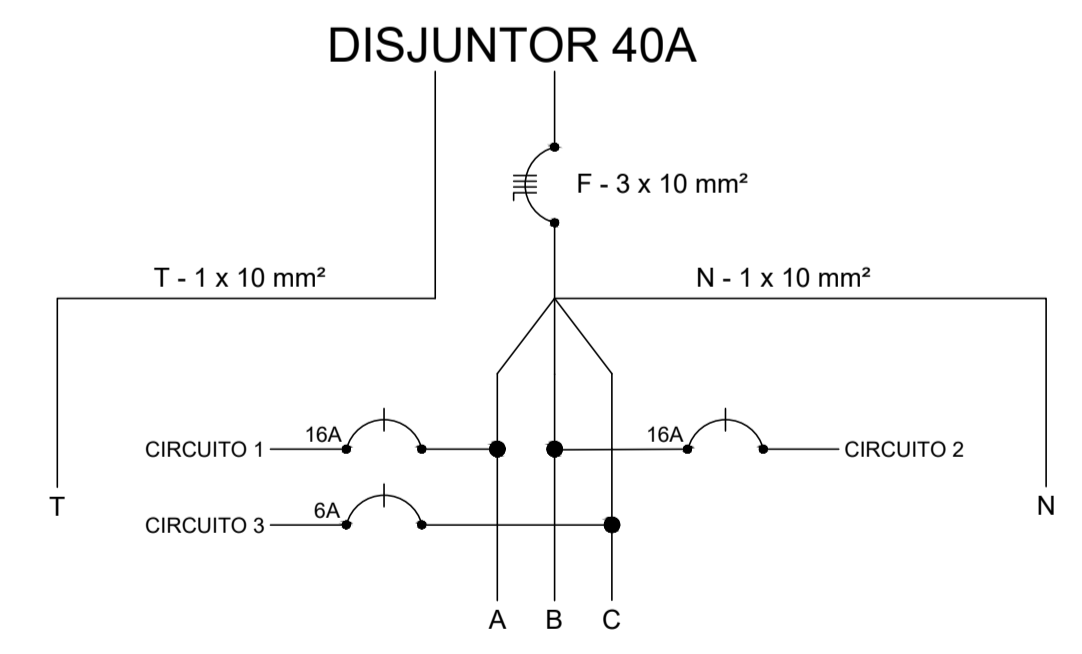 DISJUNTOR 40A
F - 3 x 10 mm²
T - 1 x 10 mm²
N - 1 x 10 mm²
16A
16A
CIRCUITO 1
CIRCUITO 2
6A
CIRCUITO 3
T
N
A B C